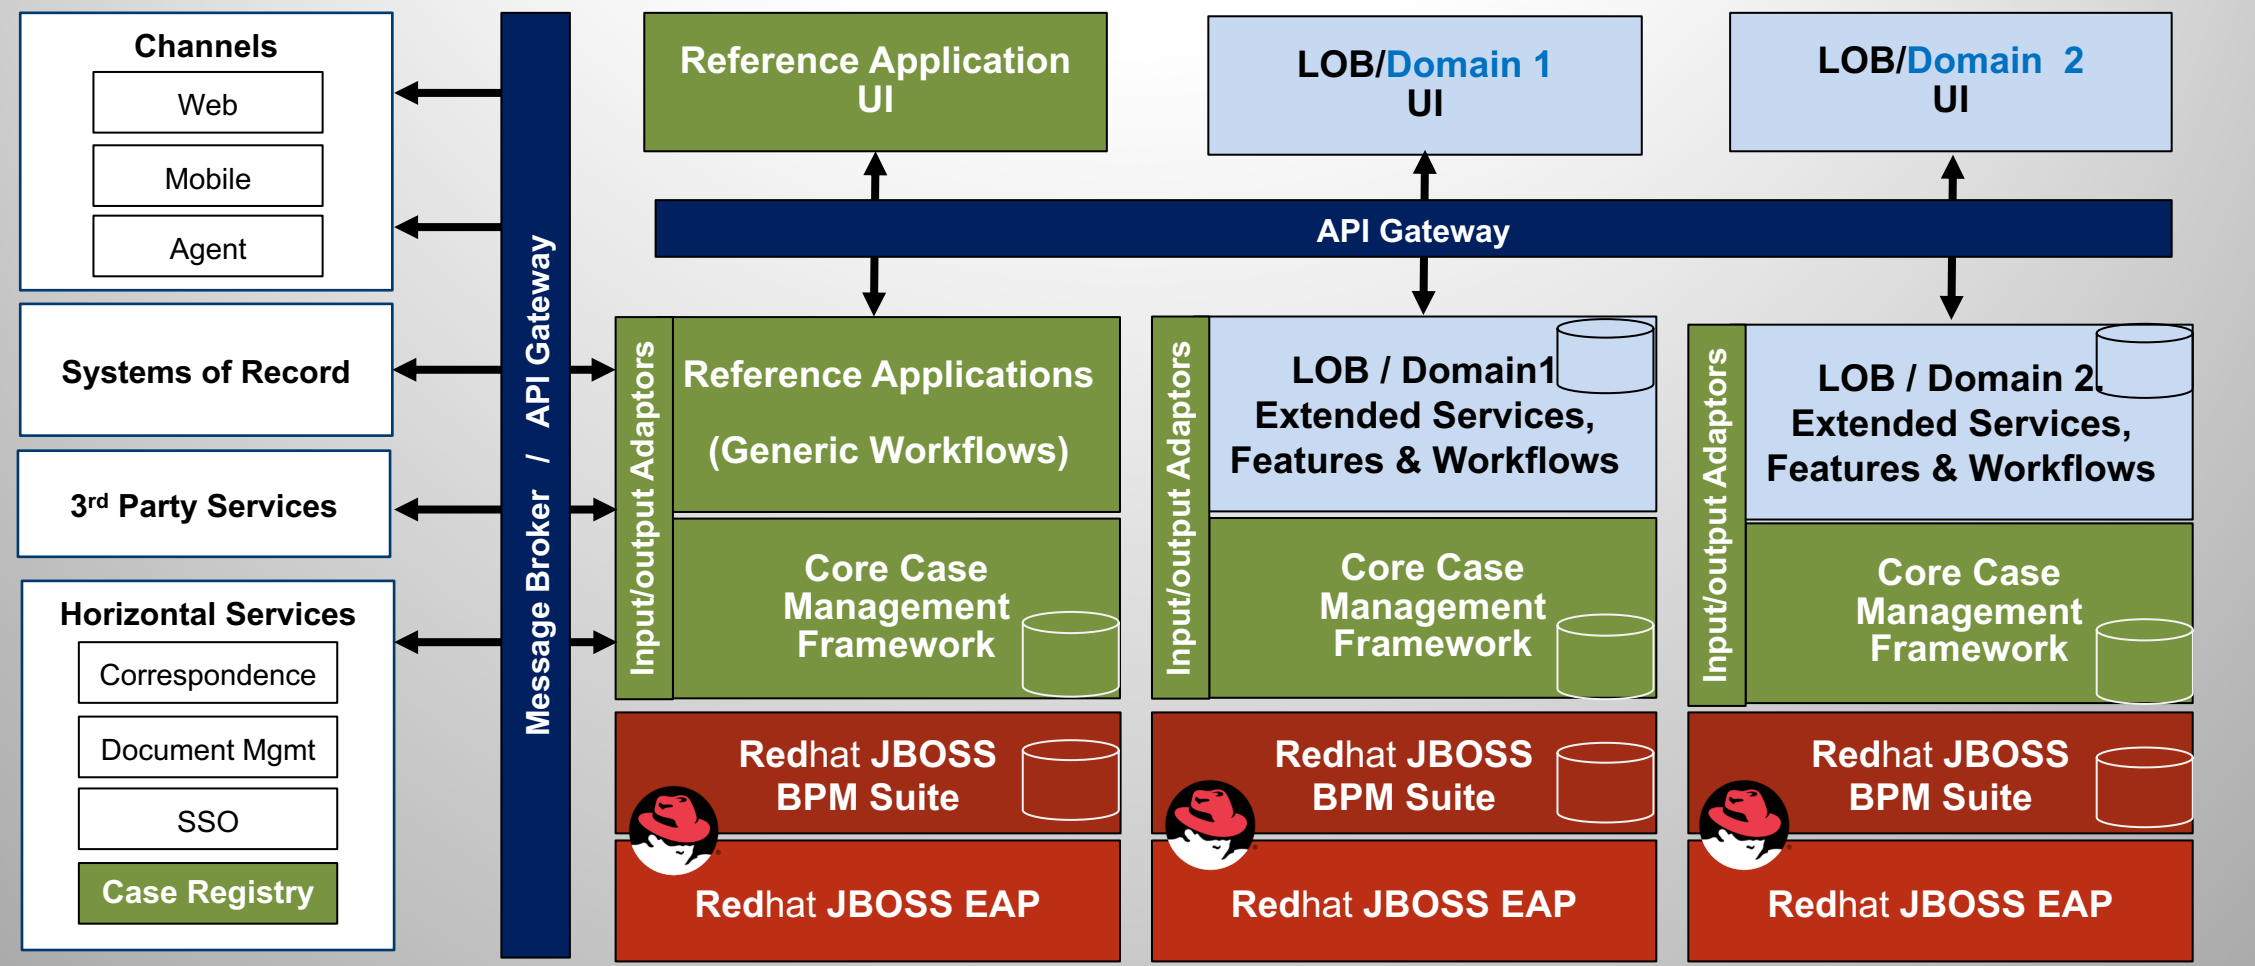 Channels
Web
Mobile
Agent
Systems of Record
3rd Party Services
Horizontal Services
Correspondence
Document Mgmt
SSO
Case Registry
Message Broker / API Gateway
Reference Application
UI
LOB/Domain 1
UI
LOB/Domain 2
UI
API Gateway
Input/output Adaptors
Reference Applications
(Generic Workflows)
Core Case
Management
Framework
Redhat JBOSS
BPM Suite
Redhat JBOSS EAP
Input/output Adaptors
LOB / Domain1
Extended Services,
Features & Workflows
Core Case
Management
Framework
Redhat JBOSS
BPM Suite
Redhat JBOSS EAP
Input/output Adaptors
LOB / Domain 2.
Extended Services,
Features & Workflows
Core Case
Management
Framework
Redhat JBOSS
BPM Suite
Redhat JBOSS EAP